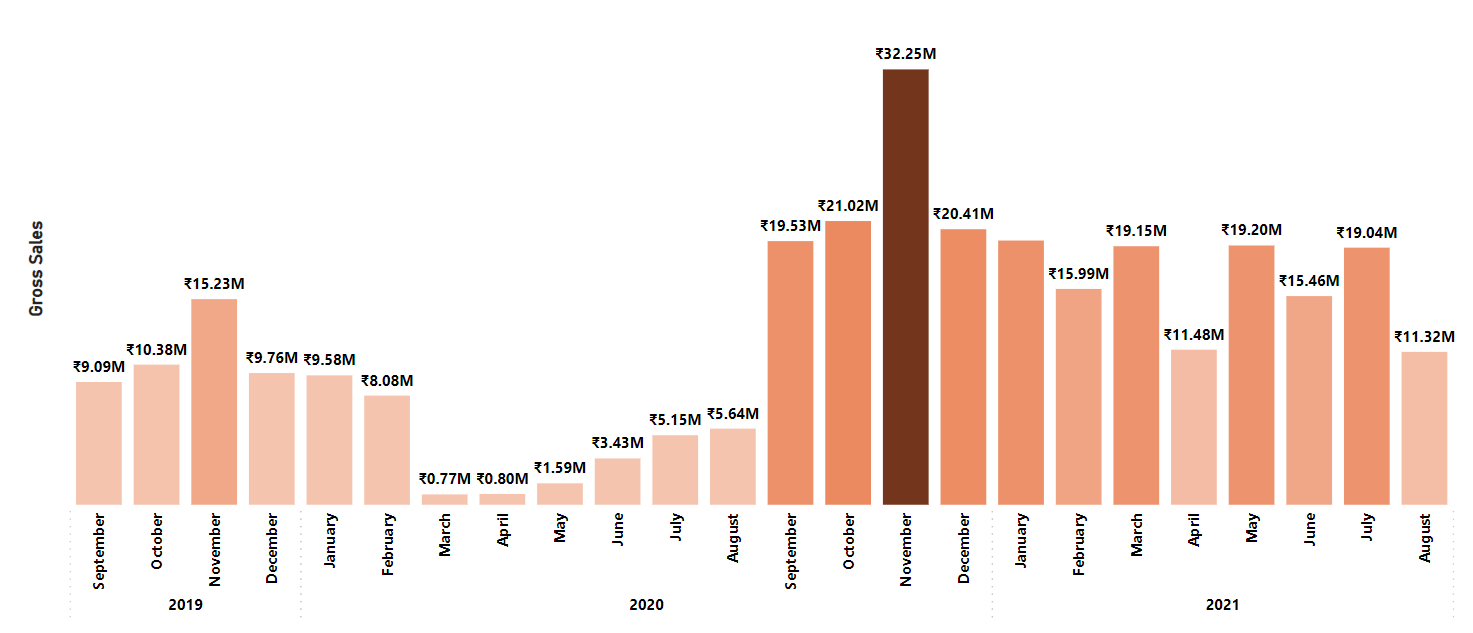 Gross Sales
₹9.09M
₹10.38M
₹15.23M
₹9.76M
₹9.58M
₹8.08M
₹0.77M
₹0.80M
₹1.59M
₹3.43M
₹5.15M
₹5.64M
₹19.53M
₹21.02M
₹32.25M
₹20.41M
₹15.99M
₹19.15M
₹11.48M
₹19.20M
₹15.46M
₹19.04M
₹11.32M
September
October
November
December
January
February
March
April
May
June
July
August
September
October
November
December
January
February
March
April
May
June
July
August
2019
2020
2021